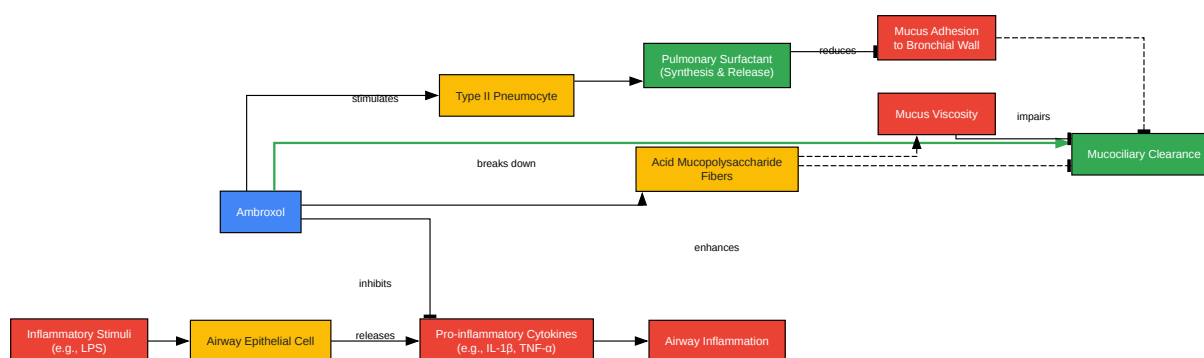 Mucus Adhesion
to Bronchial Wall
reduces
Pulmonary Surfactant
(Synthesis & Release)
Type II Pneumocyte
stimulates
Mucus Viscosity
impairs
Mucociliary Clearance
breaks down
Acid Mucopolysaccharide
Fibers
Ambroxol
enhances
inhibits
Inflammatory Stimuli
(e.g., LPS)
Airway Epithelial Cell
releases
Pro-inflammatory Cytokines
(e.g., IL-1β, TNF-α)
Airway Inflammation